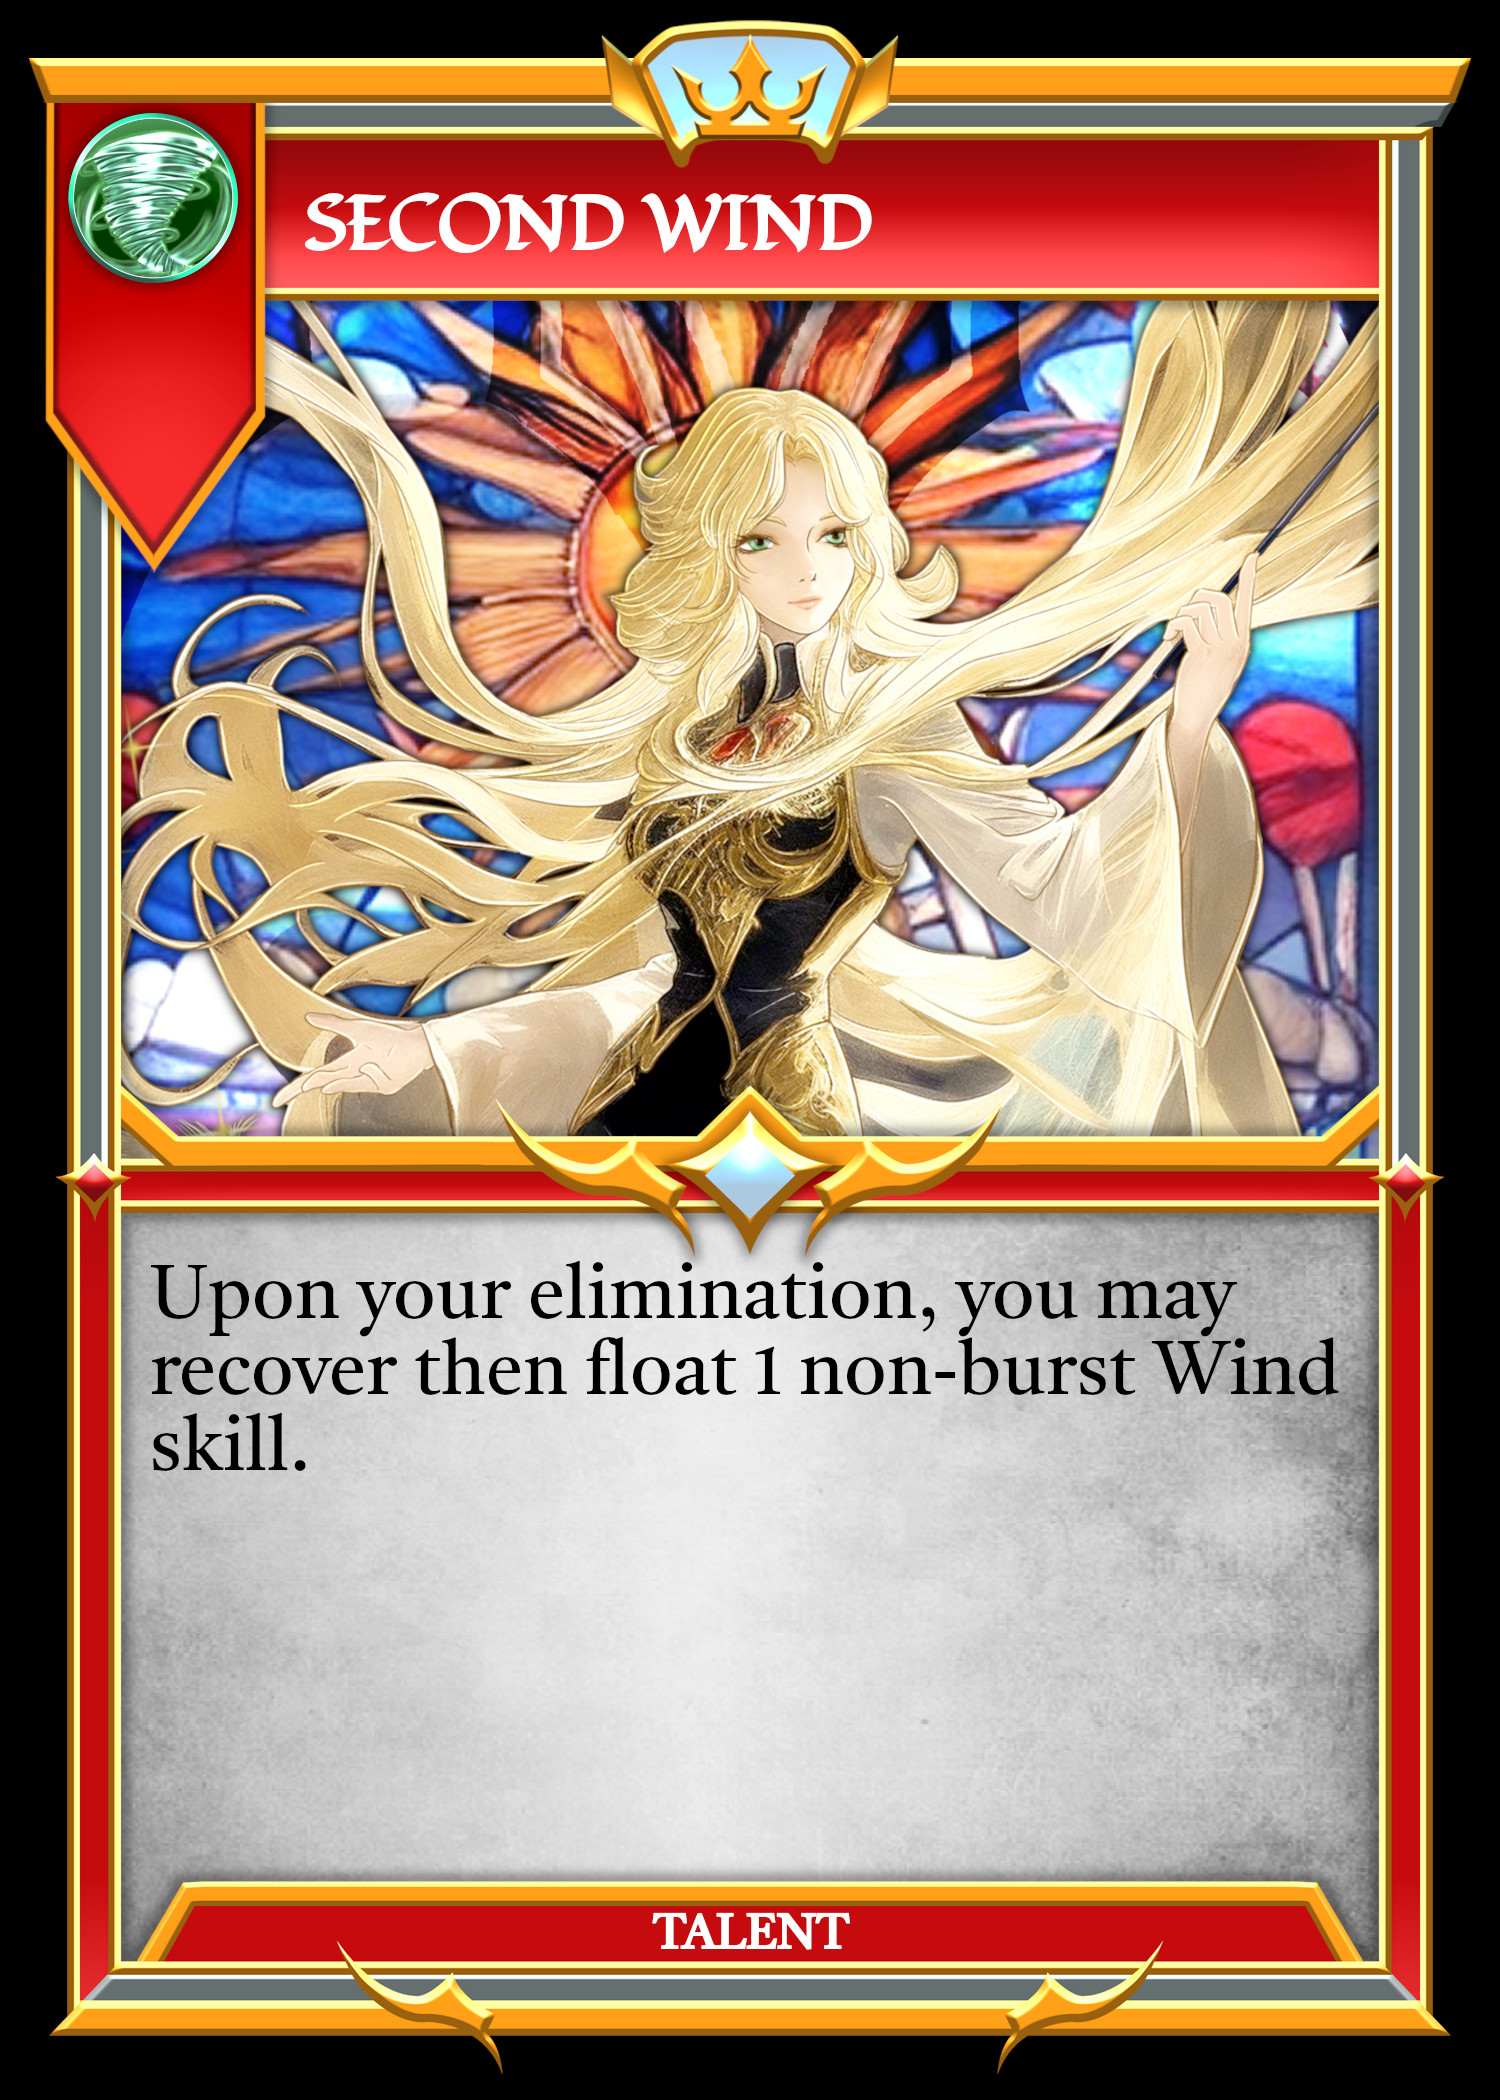 SECOND WIND
Upon your elimination, you may
recover then float 1 non-burst Wind
skill.
TALENT